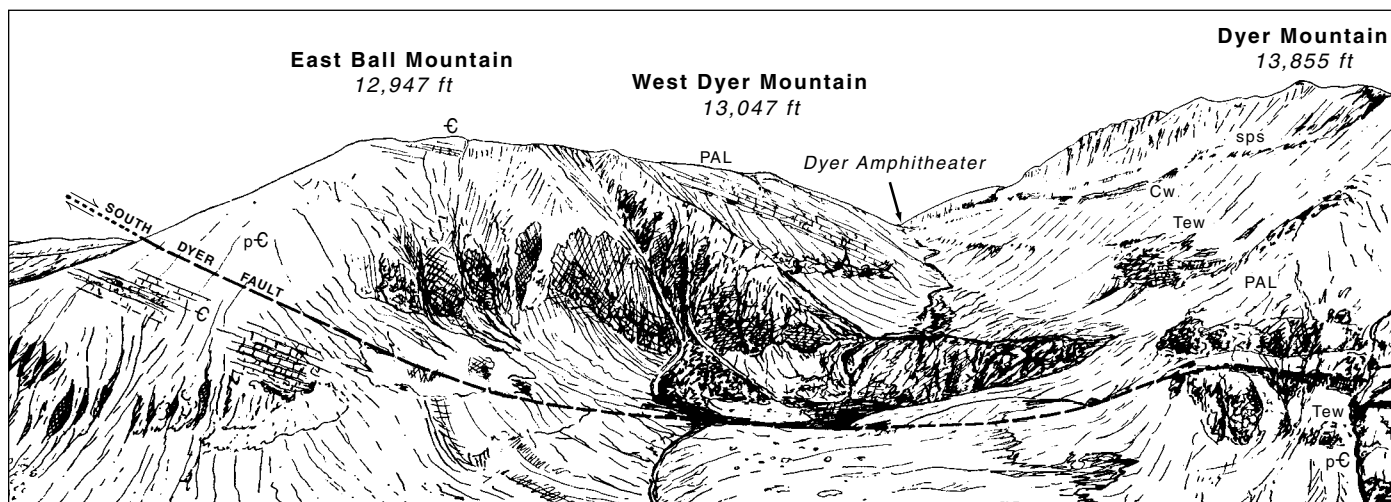 East Ball Mountain
12,947 ft
West Dyer Mountain
13,047 ft
Dyer Mountain
13,855 ft
Є
PAL
Dyer Amphitheater
sps
Cw
Tew
SOUTH DYER FAULT
pЄ
Є
PAL
Tew
pЄ